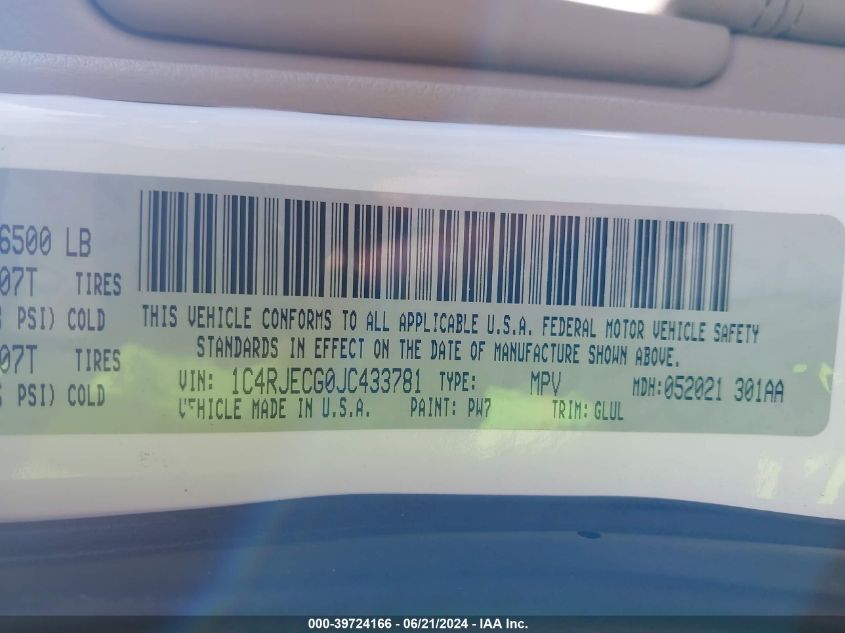 6500 LB
07T TIRES
PSI) COLD
07T TIRES
PSI) COLD
THIS VEHICLE CONFORMS TO ALL APPLICABLE U.S.A. FEDERAL MOTOR VEHICLE SAFETY
STANDARDS IN EFFECT ON THE DATE OF MANUFACTURE SHOWN ABOVE.
VIN: 1C4RJECG0JC433781 TYPE: MPV MDH:052021 301AA
VEHICLE MADE IN U.S.A. PAINT: PW7 TRIM: GLUL
000-39724166 - 06/21/2024 - IAA Inc.